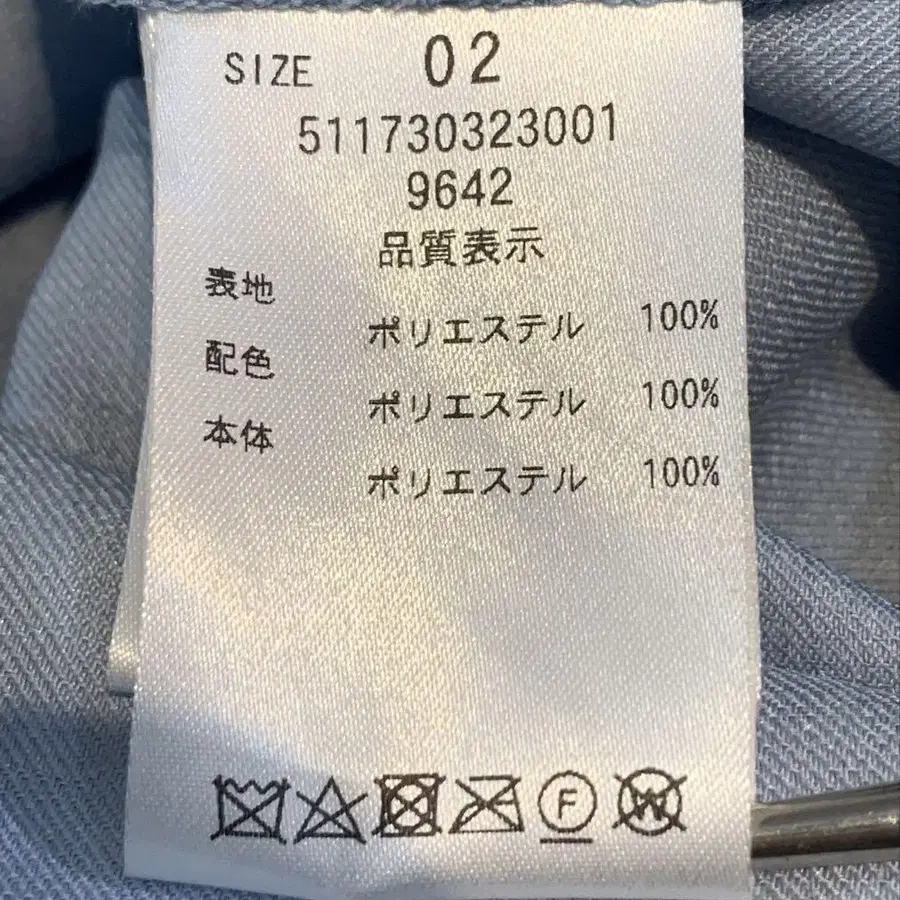 SIZE 02
511730323001
9642
品質表示
表地 ポリエステル 100%
配色 ポリエステル 100%
本体 ポリエステル 100%
F W